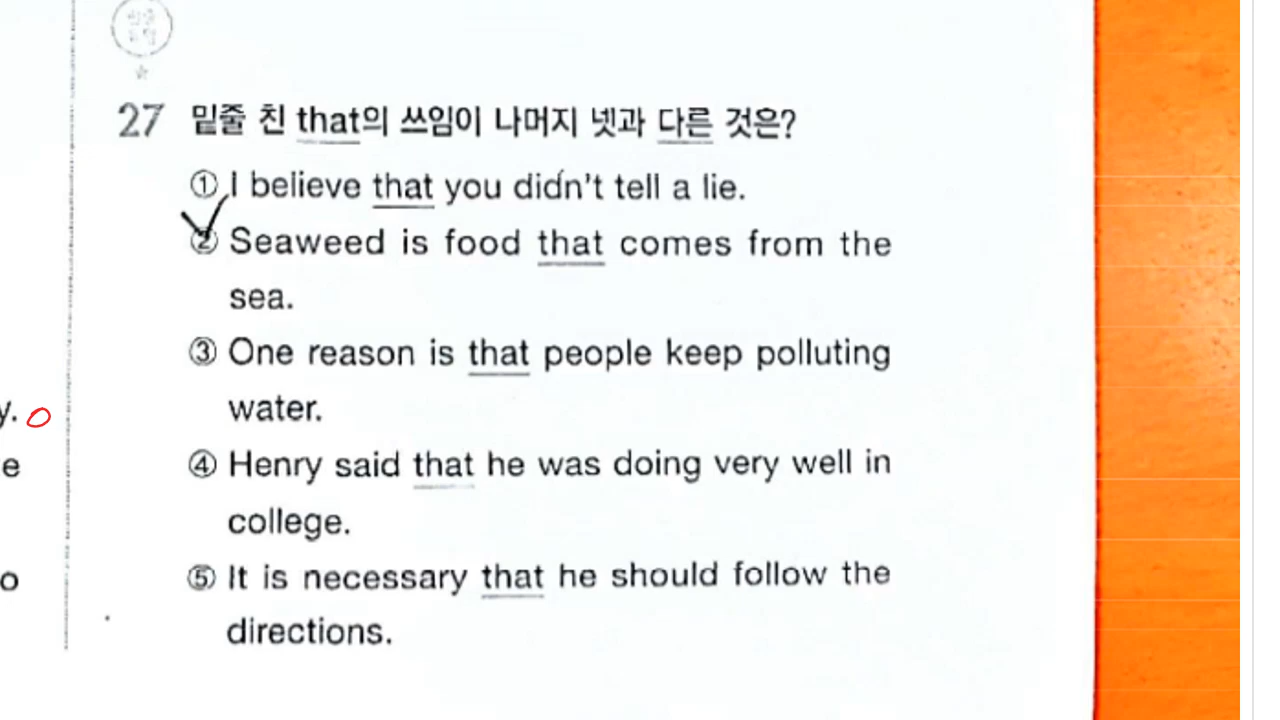 27 밑줄 친 that의 쓰임이 나머지 넷과 다른 것은?
① I believe that you didn't tell a lie.
② Seaweed is food that comes from the
sea.
③ One reason is that people keep polluting
water.
y.
④ Henry said that he was doing very well in
e
college.
⑤ It is necessary that he should follow the
o
directions.